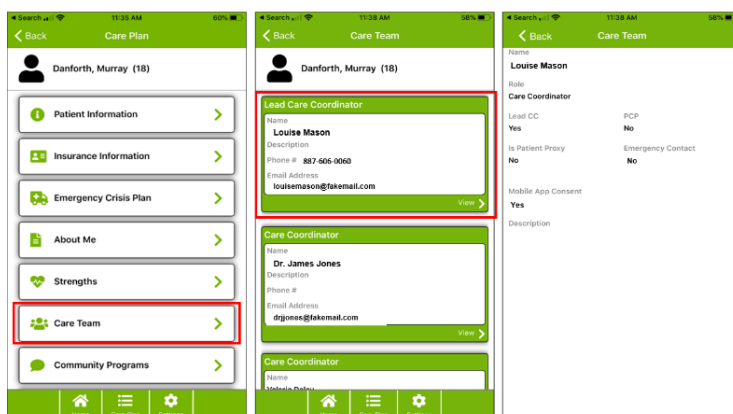 Search 11:35 AM 60%
Back Care Plan
Danforth, Murray (18)
Patient Information
Insurance Information
Emergency Crisis Plan
About Me
Strengths
Care Team
Community Programs
Search 11:38 AM 58%
Back Care Team
Danforth, Murray (18)
Lead Care Coordinator
Name
Louise Mason
Description
Phone # 887-606-0060
Email Address
louisemason@fakemail.com
View
Care Coordinator
Name
Dr. James Jones
Description
Phone #
Email Address
drjjones@fakemail.com
View
Care Coordinator
Name
Search 11:38 AM 58%
Back Care Team
Name
Louise Mason
Role
Care Coordinator
Lead CC PCP
Yes No
Is Patient Proxy Emergency Contact
No No
Mobile App Consent
Yes
Description